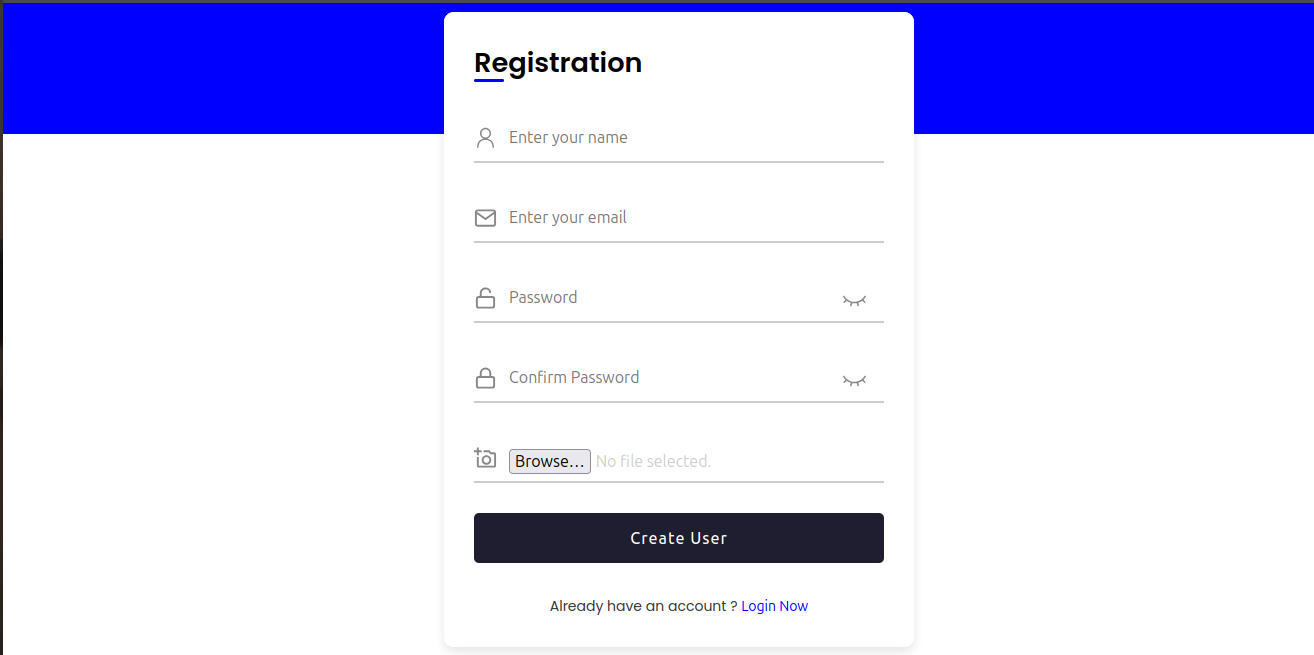 Registration
Enter your name
Enter your email
Password
Confirm Password
Browse... No file selected.
Create User
Already have an account ? Login Now